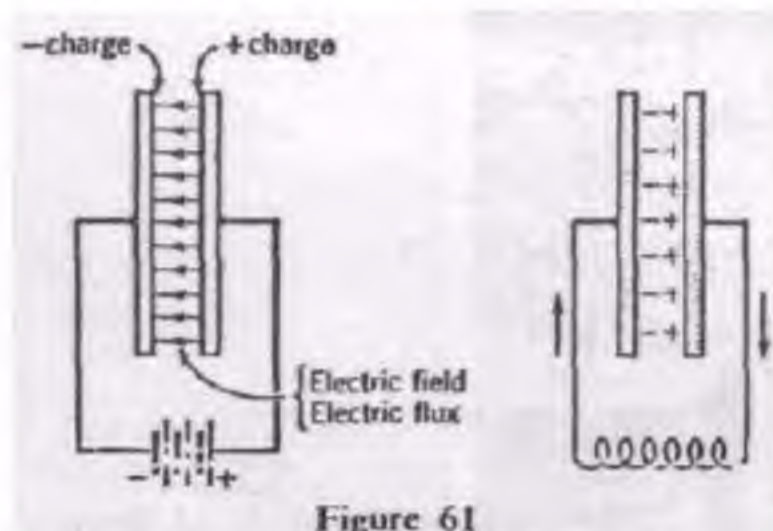 −charge +charge
Electric field
Electric flux
− +
Figure 61